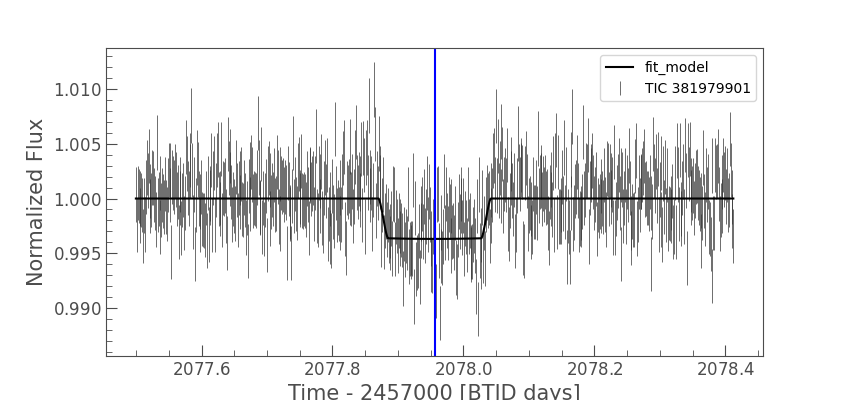 fit_model
TIC 381979901
1.010
1.005
1.000
0.995
0.990
Normalized Flux
2077.6 2077.8 2078.0 2078.2 2078.4
Time - 2457000 [BTJD days]